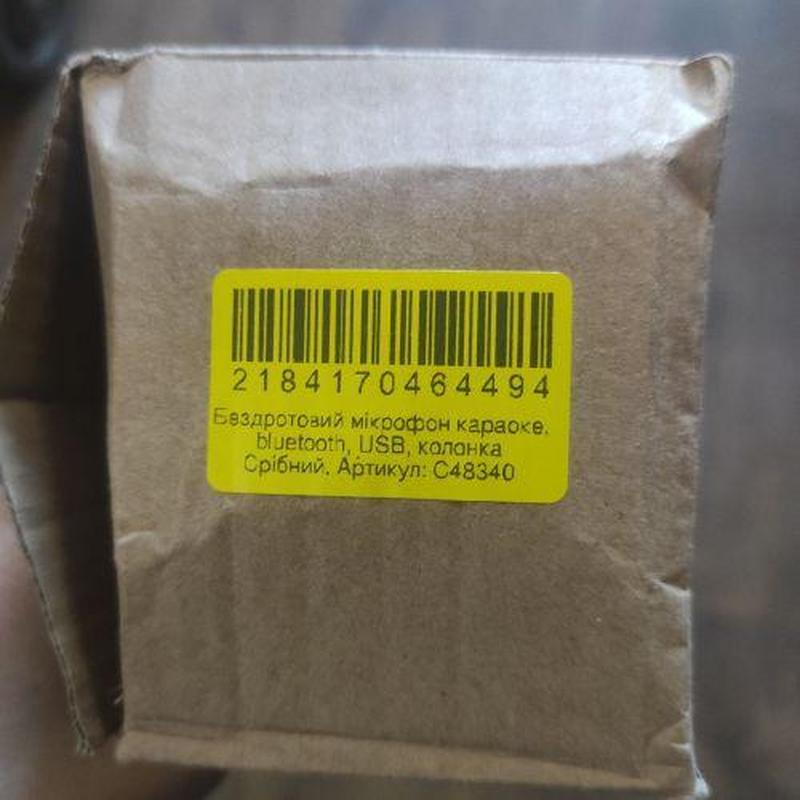 2184170464494
Бездротовий мікрофон караоке,
bluetooth, USB, колонка
Срібний, Артикул: C48340